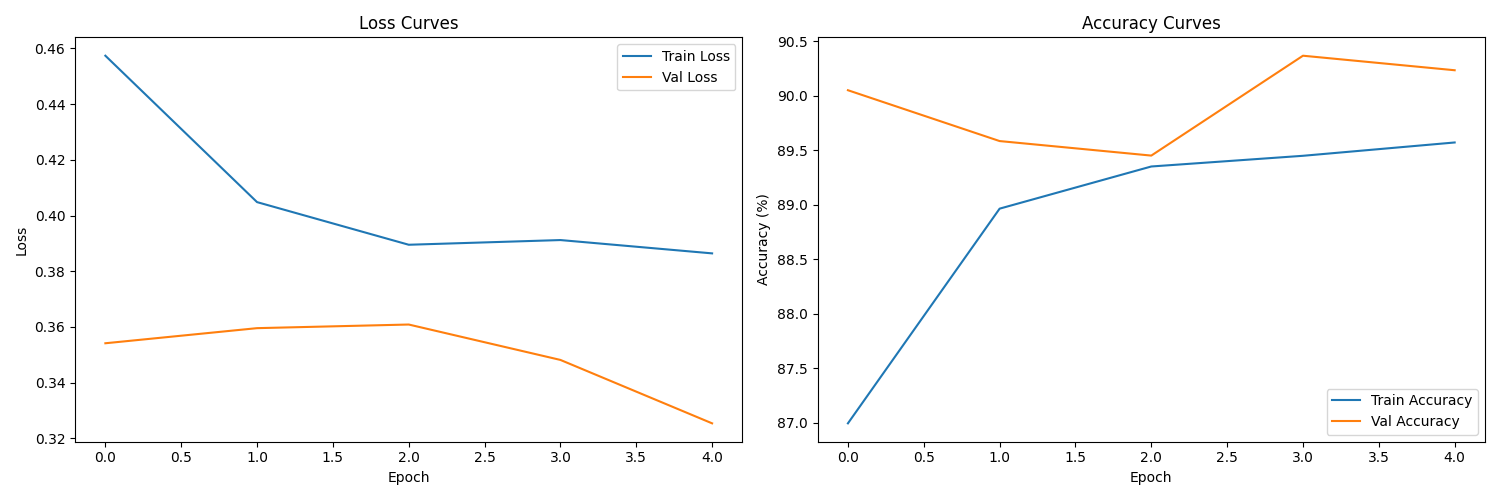 Loss Curves
0.46
0.44
0.42
0.40
0.38
0.36
0.34
0.32
Loss
0.0 0.5 1.0 1.5 2.0 2.5 3.0 3.5 4.0
Epoch
Train Loss
Val Loss
Accuracy Curves
90.5
90.0
89.5
89.0
88.5
88.0
87.5
87.0
Accuracy (%)
0.0 0.5 1.0 1.5 2.0 2.5 3.0 3.5 4.0
Epoch
Train Accuracy
Val Accuracy